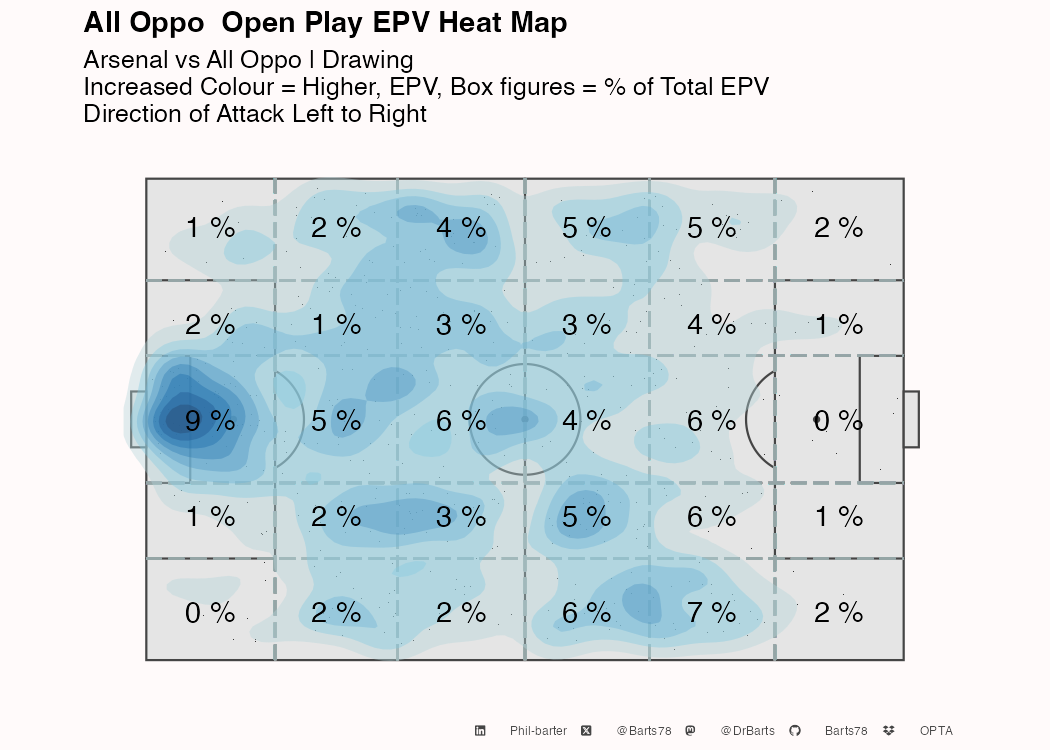 All Oppo  Open Play EPV Heat Map
Arsenal vs All Oppo | Drawing
Increased Colour = Higher, EPV, Box figures = % of Total EPV
Direction of Attack Left to Right
1 % 2 % 4 % 5 % 5 % 2 %
2 % 1 % 3 % 3 % 4 % 1 %
9 % 5 % 6 % 4 % 6 % 0 %
1 % 2 % 3 % 5 % 6 % 1 %
0 % 2 % 2 % 6 % 7 % 2 %
Phil-barter @Barts78 @DrBarts Barts78 OPTA